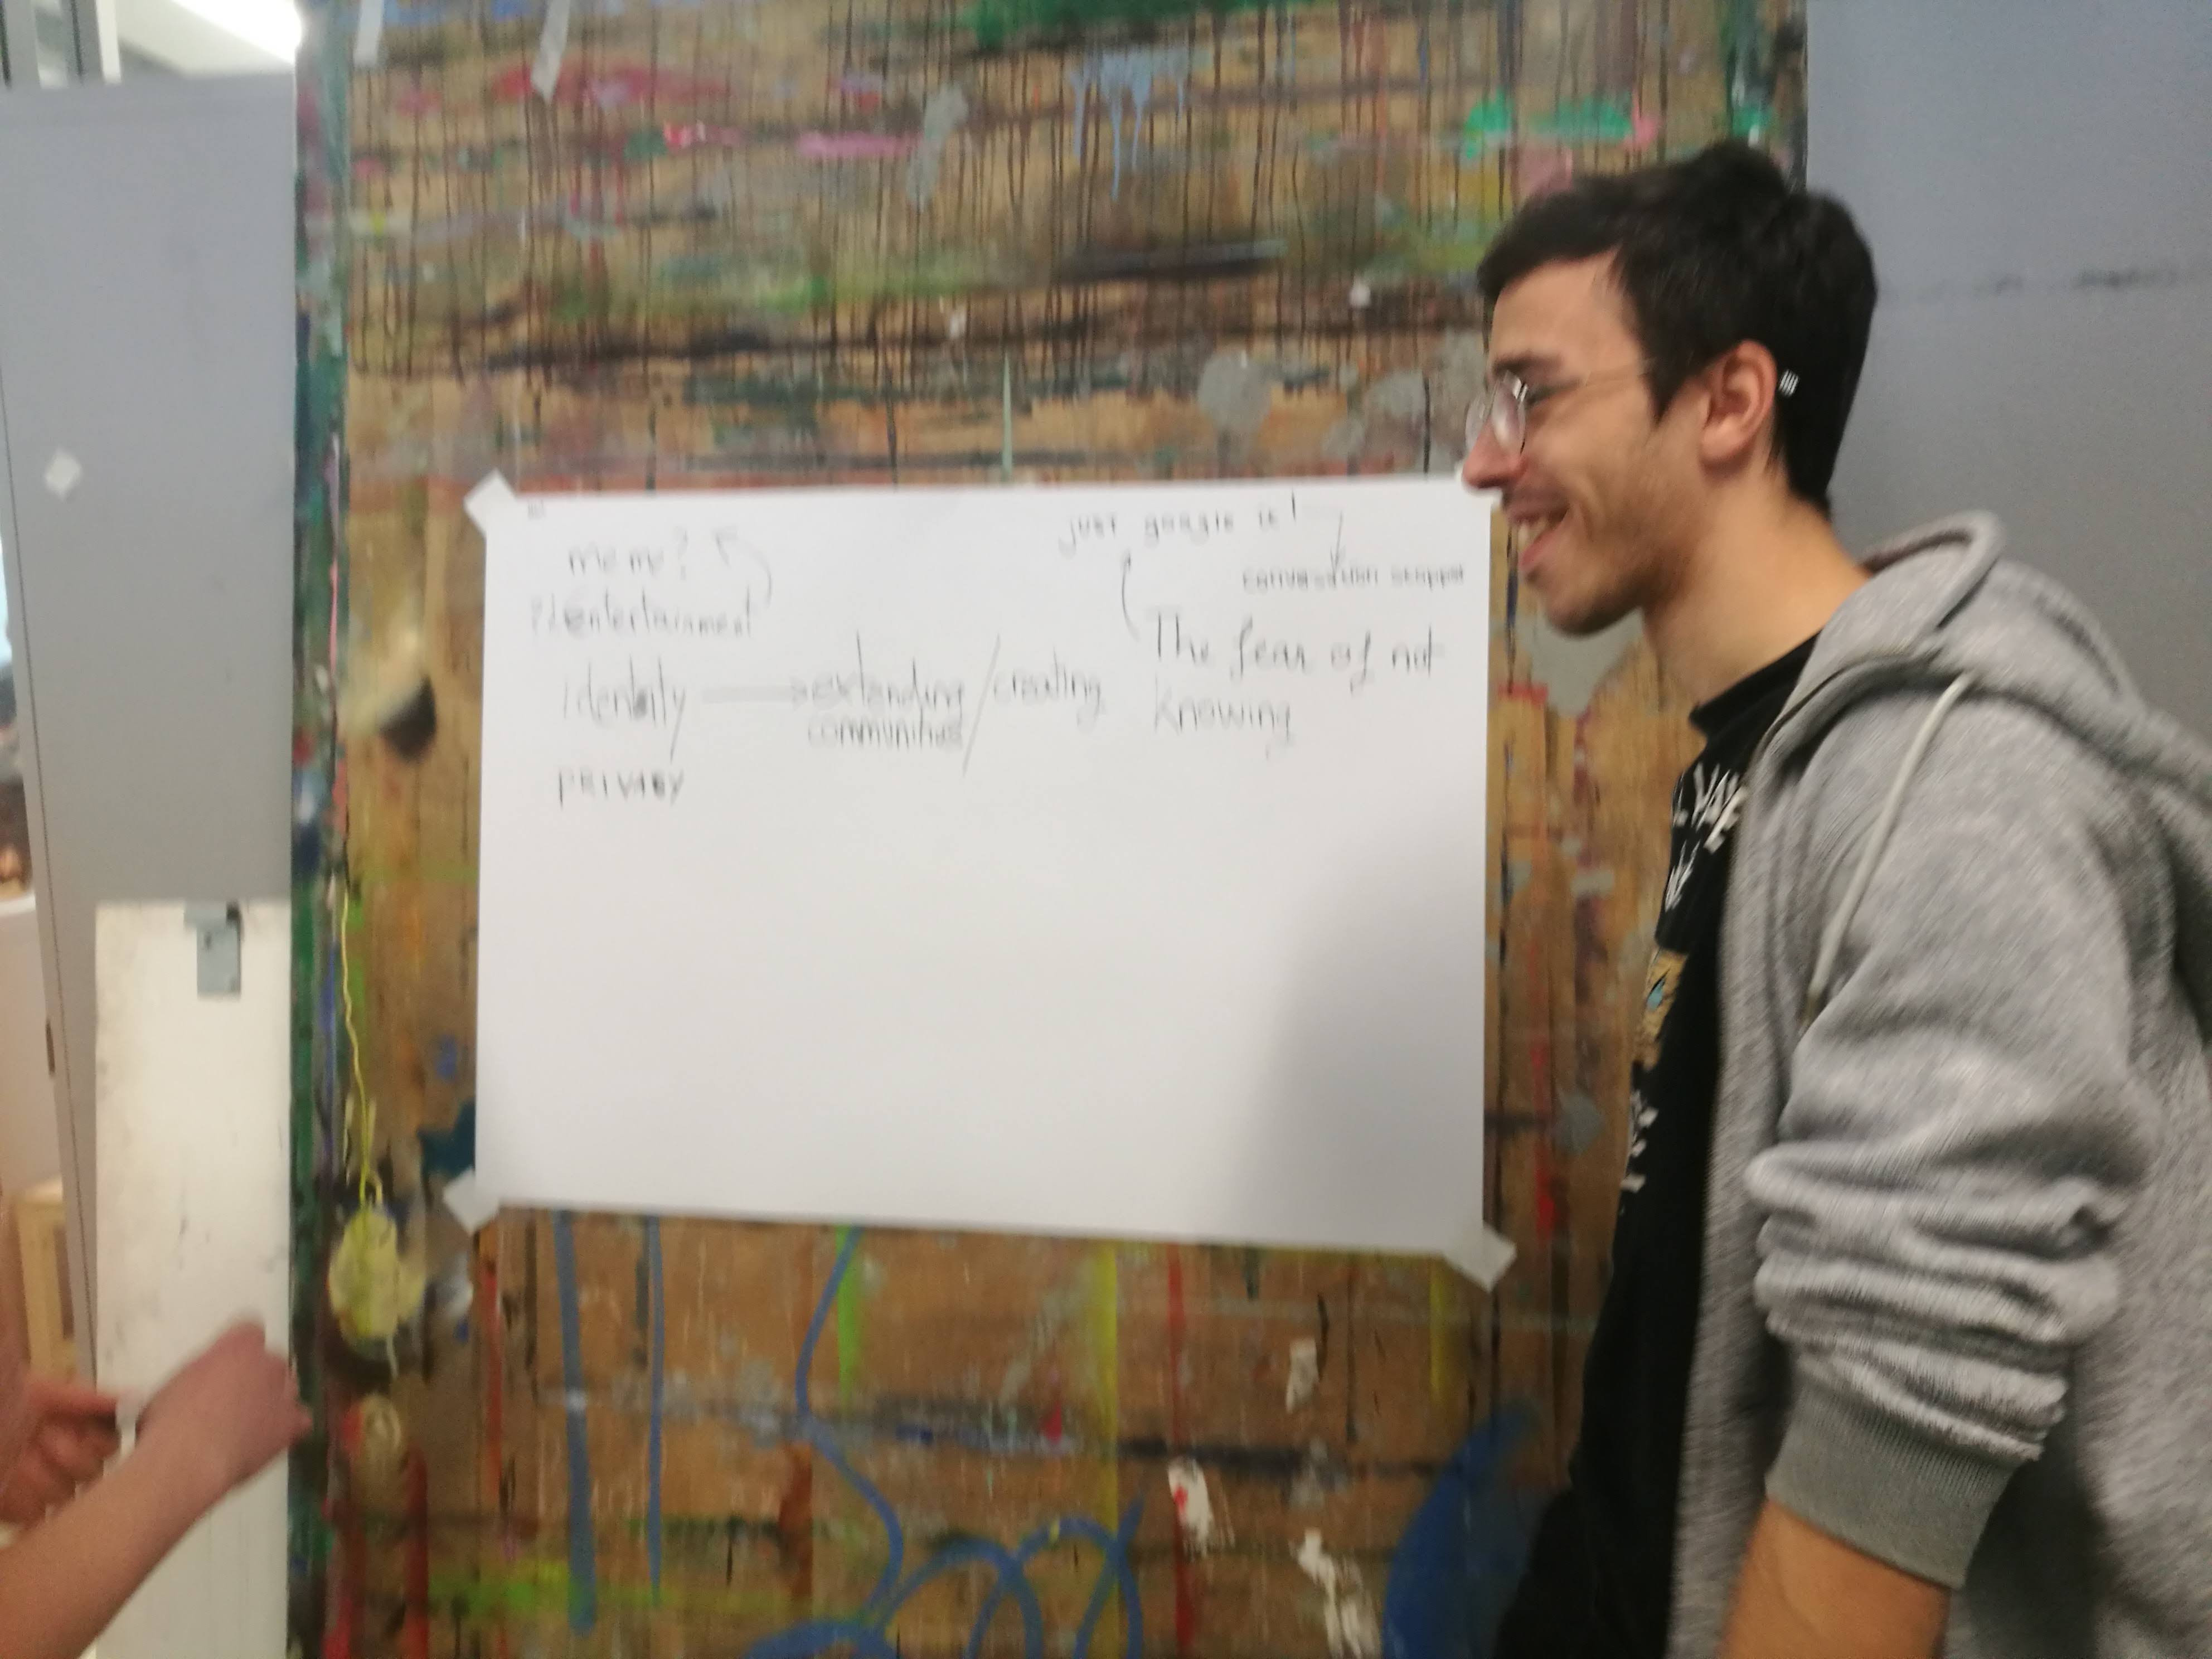 meme?
entertainment
identity → extending / creating
communities
PRIVACY
just google it!
conversation stopper
The fear of not
knowing